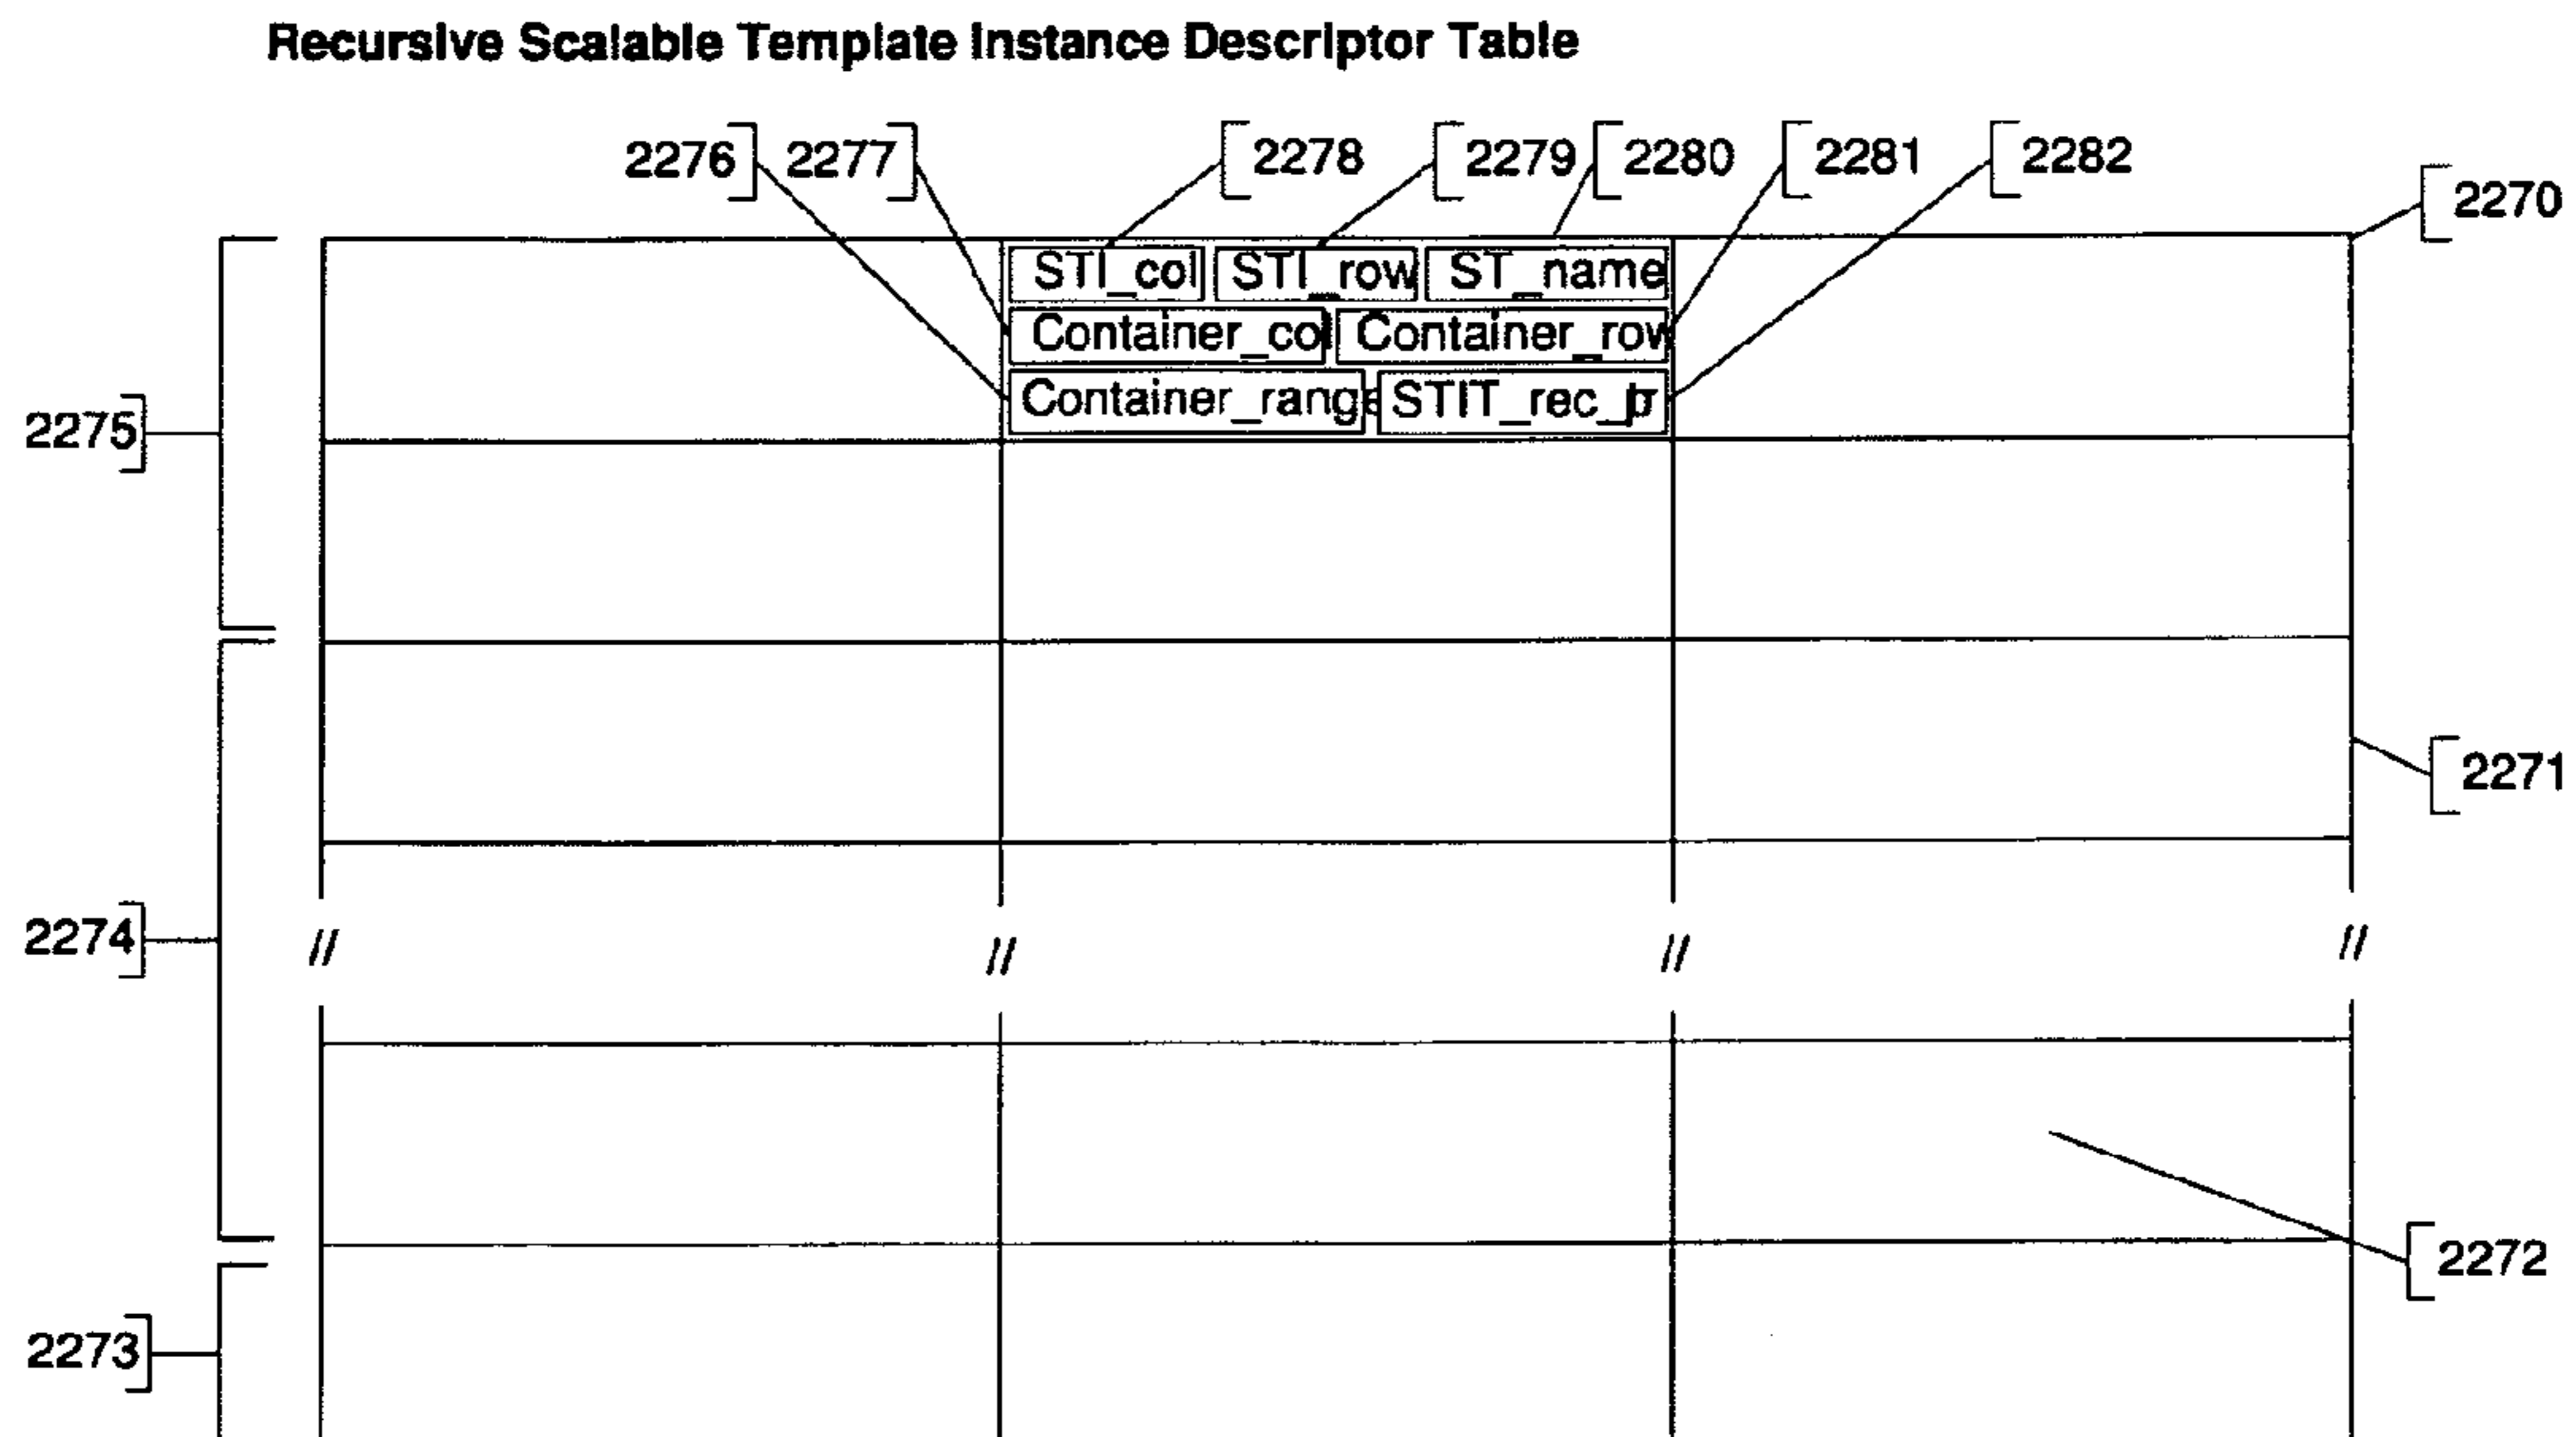 Recursive Scalable Template Instance Descriptor Table
2276 2277 2278 2279 2280 2281 2282
2270
STI_col STI_row ST_name
Container_col Container_row
Container_range
2275
2271
2274
// // // //
2272
2273